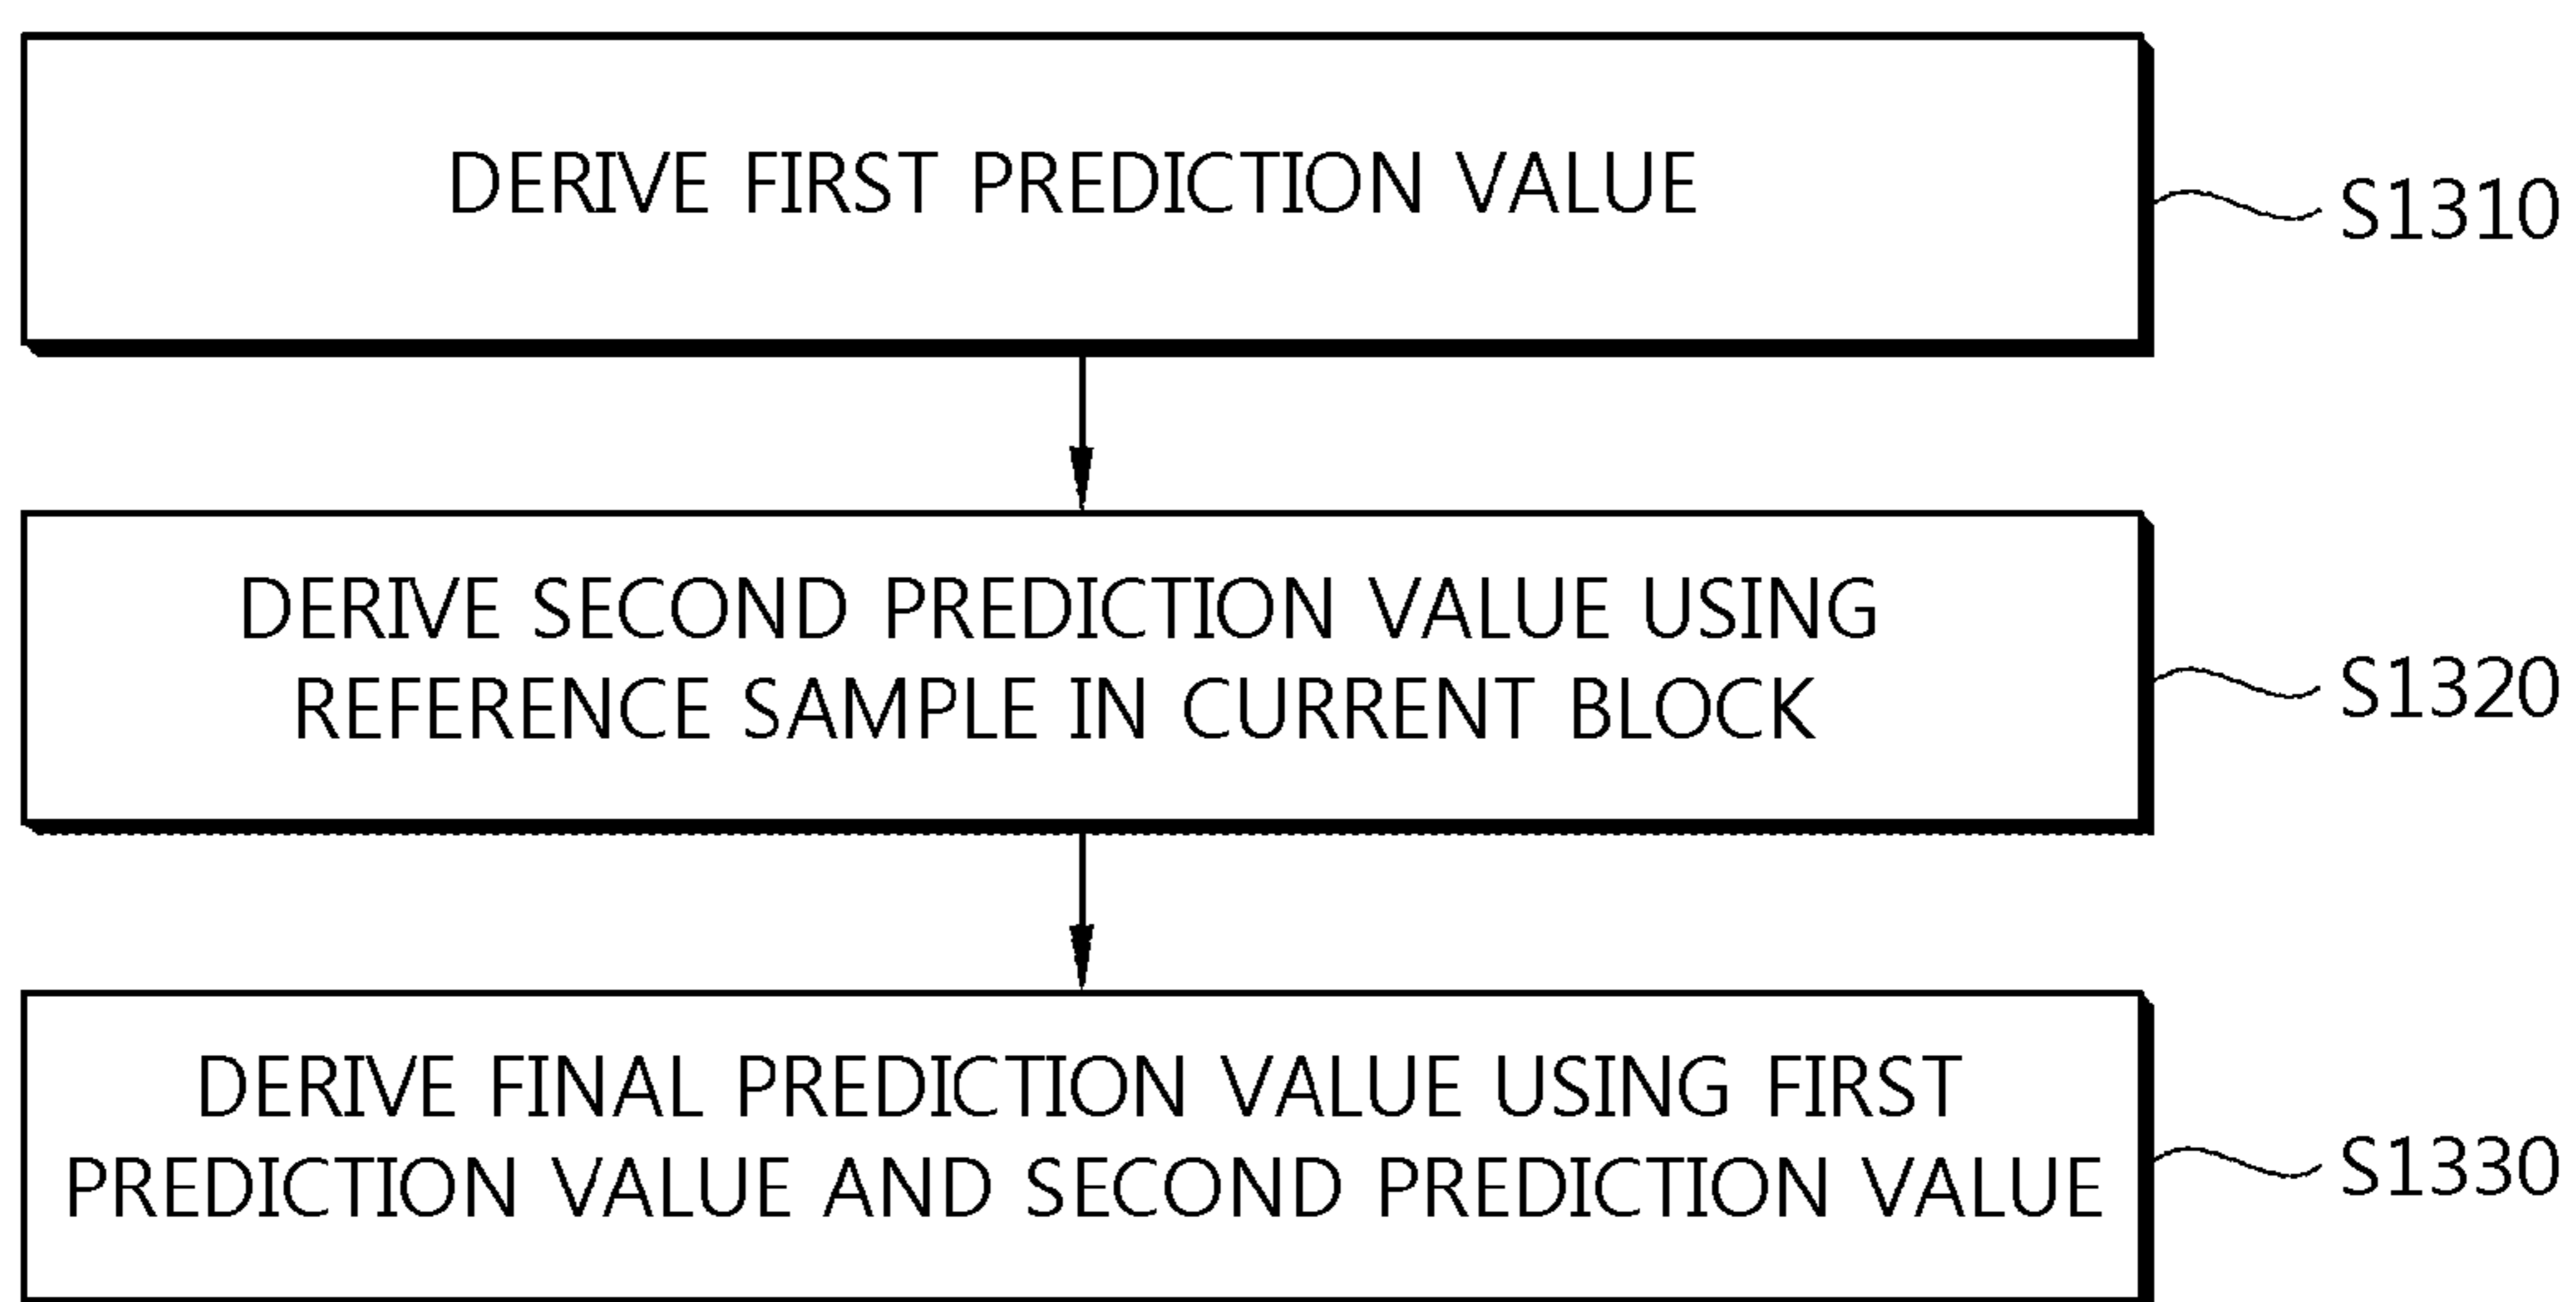 DERIVE FIRST PREDICTION VALUE
S1310
DERIVE SECOND PREDICTION VALUE USING
REFERENCE SAMPLE IN CURRENT BLOCK
S1320
DERIVE FINAL PREDICTION VALUE USING FIRST
PREDICTION VALUE AND SECOND PREDICTION VALUE
S1330